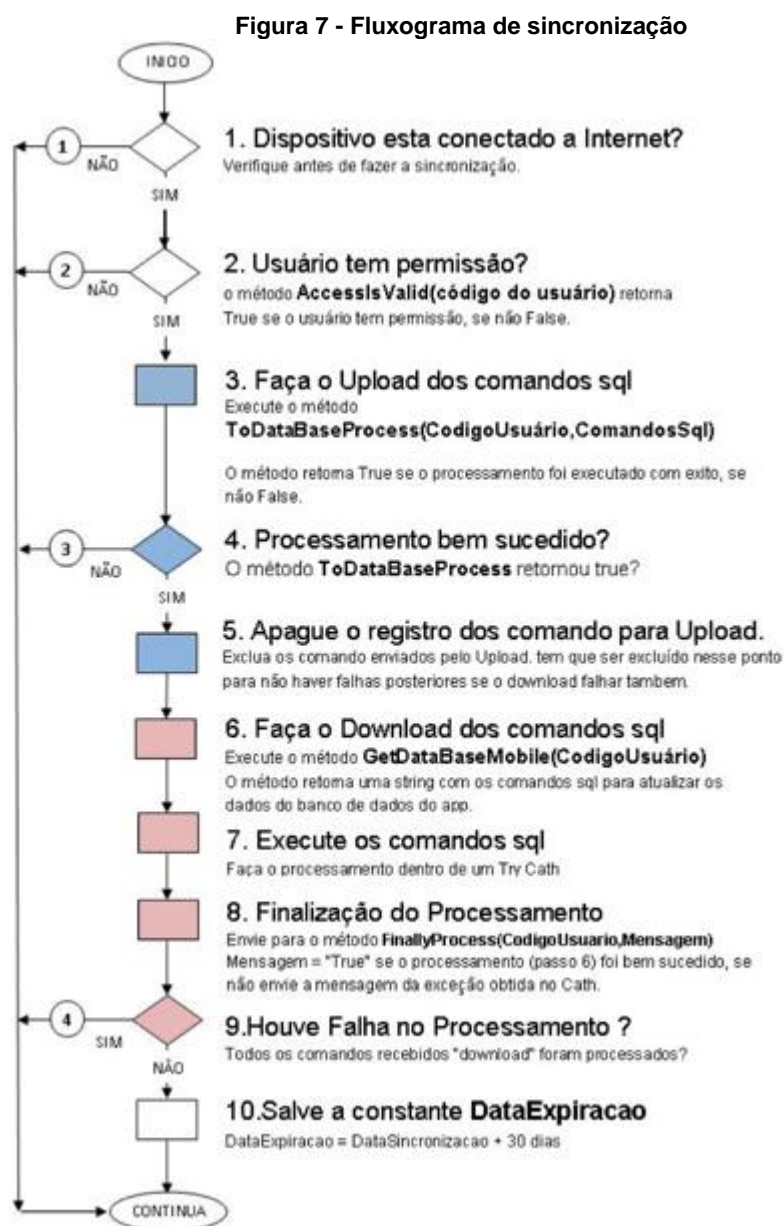 Figura 7 - Fluxograma de sincronização
INICIO
1
NÃO
SIM
1. Dispositivo esta conectado a Internet?
Verifique antes de fazer a sincronização.
2
NÃO
SIM
2. Usuário tem permissão?
o método AccessIsValid(código do usuário) retorna
True se o usuário tem permissão, se não False.
3. Faça o Upload dos comandos sql
Execute o método
ToDataBaseProcess(CodigoUsuário,ComandosSql)
O método retorna True se o processamento foi executado com exito, se
não False.
3
NÃO
SIM
4. Processamento bem sucedido?
O método ToDataBaseProcess retornou true?
5. Apague o registro dos comando para Upload.
Exclua os comando enviados pelo Upload. tem que ser excluído nesse ponto
para não haver falhas posteriores se o download falhar tambem.
6. Faça o Download dos comandos sql
Execute o método GetDataBaseMobile(CodigoUsuário)
O método retorna uma string com os comandos sql para atualizar os
dados do banco de dados do app.
7. Execute os comandos sql
Faça o processamento dentro de um Try Cath
8. Finalização do Processamento
Envie para o método FinallyProcess(CodigoUsuario,Mensagem)
Mensagem = "True" se o processamento (passo 6) foi bem sucedido, se
não envie a mensagem da exceção obtida no Cath.
4
SIM
NÃO
9.Houve Falha no Processamento ?
Todos os comandos recebidos "download" foram processados?
10.Salve a constante DataExpiracao
DataExpiracao = DataSincronizacao + 30 dias
CONTINUA